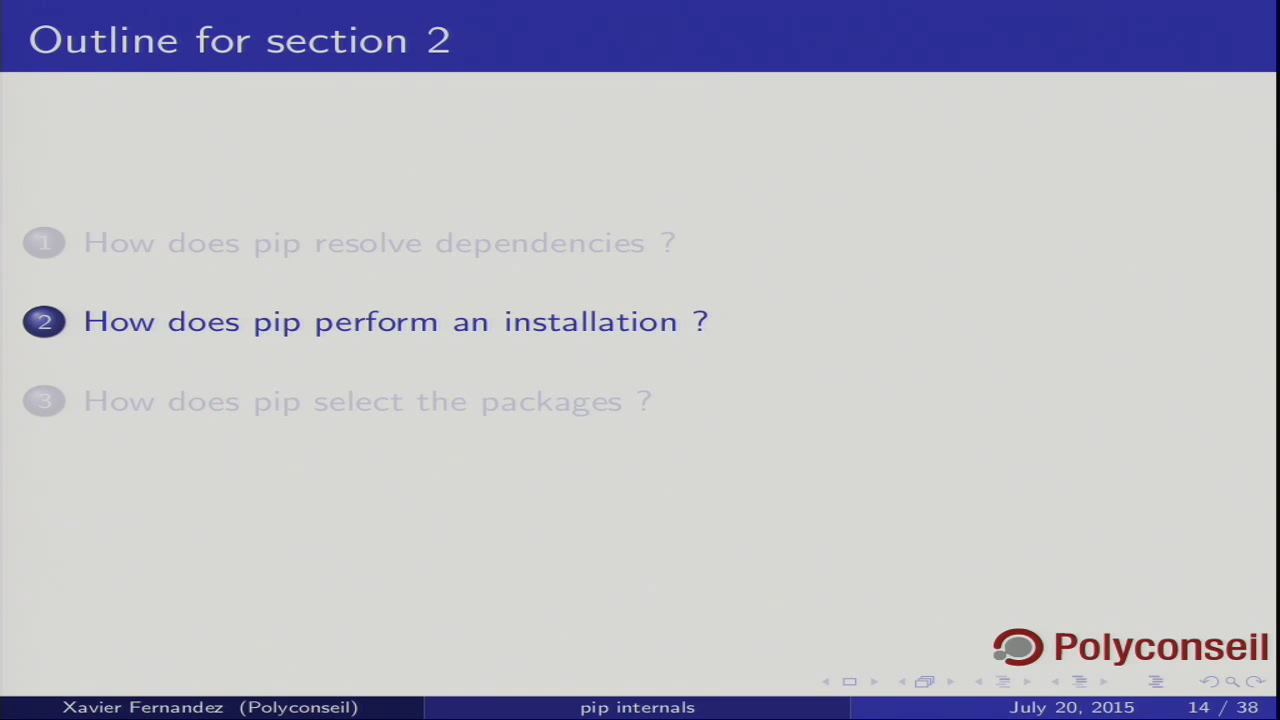 Outline for section 2
1 How does pip resolve dependencies ?
2 How does pip perform an installation ?
3 How does pip select the packages ?
Polyconseil
Xavier Fernandez (Polyconseil) pip internals July 20, 2015 14 / 38